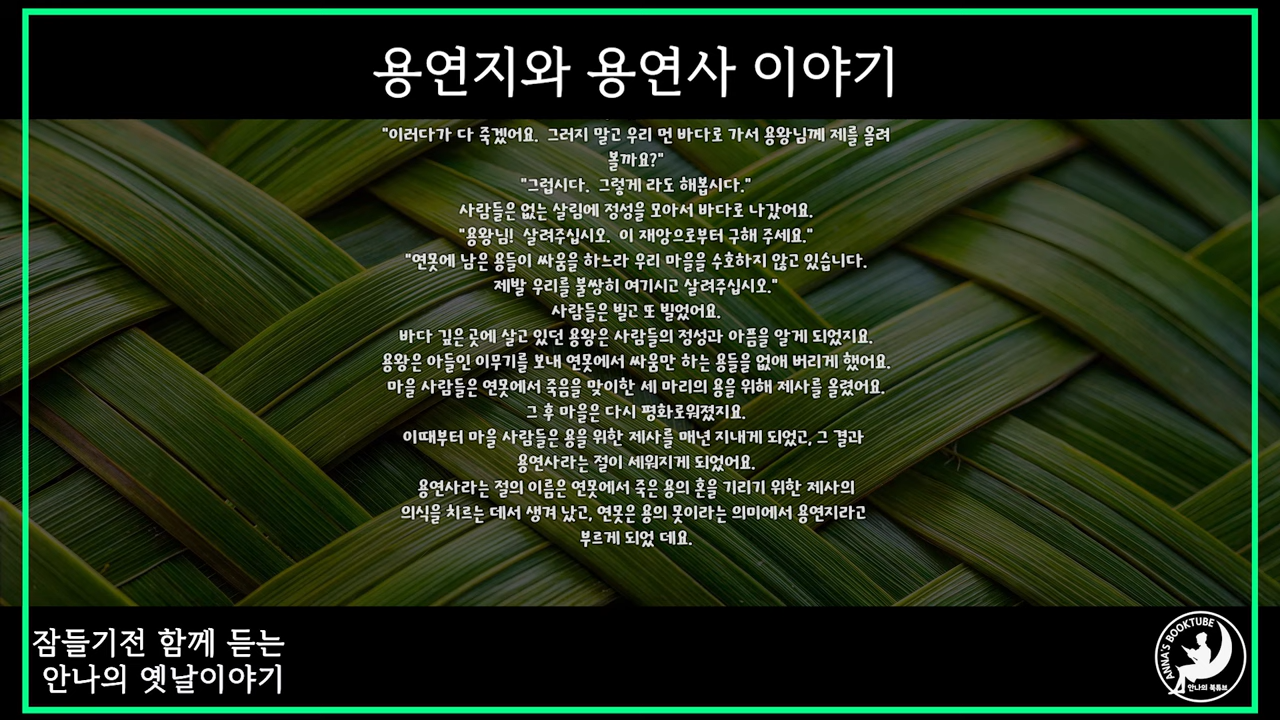 용연지와 용연사 이야기
"이러다가 다 죽겠어요. 그러지 말고 우리 먼 바다로 가서 용왕님께 제를 올려
볼까요?"
"그럽시다. 그렇게 라도 해봅시다."
사람들은 없는 살림에 정성을 모아서 바다로 나갔어요.
"용왕님! 살려주십시오. 이 재앙으로부터 구해 주세요."
"연못에 남은 용들이 싸움을 하느라 우리 마을을 수호하지 않고 있습니다.
제발 우리를 불쌍히 여기시고 살려주십시오."
사람들은 빌고 또 빌었어요.
바다 깊은곳에 살고 있던 용왕은 사람들의 정성과 아픔을 알게 되었지요.
용왕은 아들인 이무기를 보내 연못에서 싸움만 하는 용들을 없애 버리게 했어요.
마을 사람들은 연못에서 죽음을 맞이한 세 마리의 용을 위해 제사를 올렸어요.
그 후 마을은 다시 평화로워졌지요.
이때부터 마을 사람들은 용을 위한 제사를 매년 지내게 되었고, 그 결과
용연사라는 절이 세워지게 되었어요.
용연사라는 절의 이름은 연못에서 죽은 용의 혼을 기리기 위한 제사의
의식을 치르는 데서 생겨 났고, 연못은 용의 못이라는 의미에서 용연지라고
부르게 되었 데요.
잠들기전 함께 듣는
안나의 옛날이야기
ANNA'S BOOKTUBE
안나의 북튜브